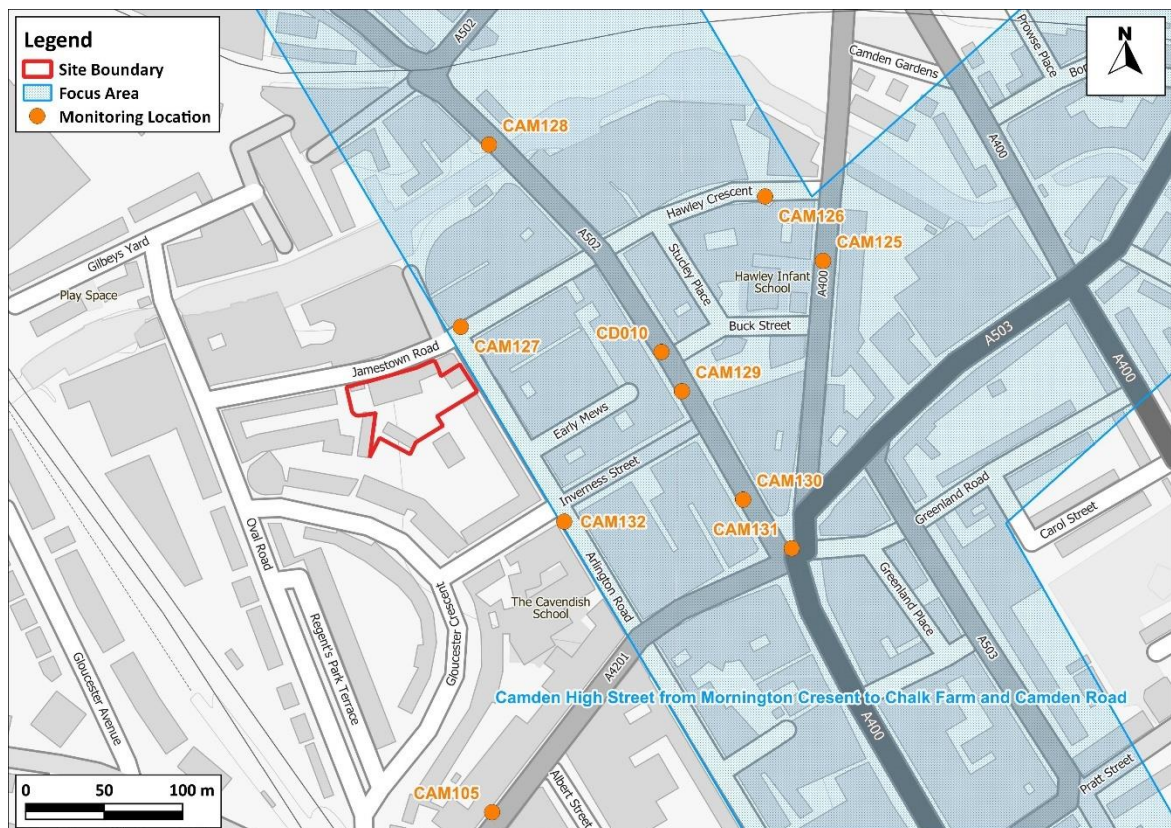 Legend
Site Boundary
Focus Area
Monitoring Location
N
A502
Prowse Place
Camden Gardens
A400
CAM128
Hawley Crescent
CAM126
CAM125
A502
Stucley Place
Hawley Infant
School
A400
Gilbeys Yard
Play Space
CAM127
Buck Street
A503
A400
CD010
Jamestown Road
CAM129
Early Mews
Inverness Street
CAM130
Greenland Road
CAM132
CAM131
Carol Street
Oval Road
Arlington Road
Greenland Place
The Cavendish
School
Gloucester Crescent
Regent's Park Terrace
A4201
A503
Gloucester Avenue
Camden High Street from Mornington Cresent to Chalk Farm and Camden Road
A400
Pratt Street
Albert Street
CAM105
0 50 100 m